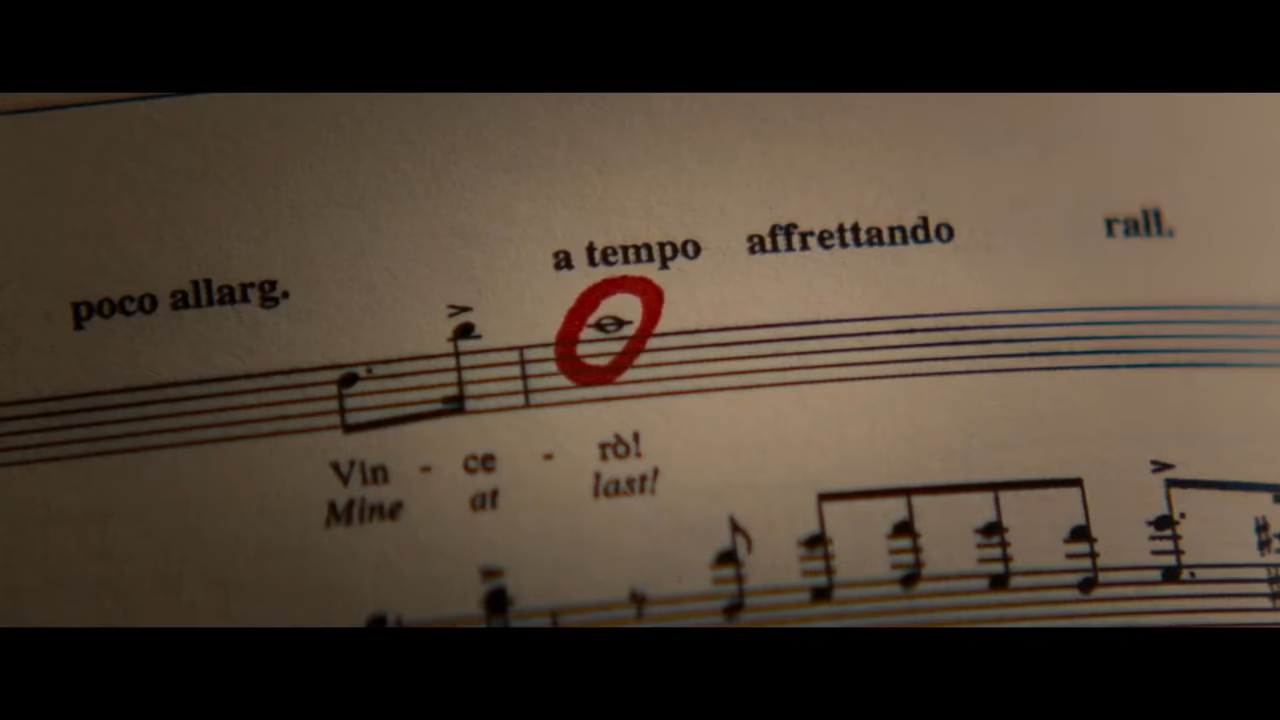 a tempo affrettando rall.
poco allarg.
Vin - ce - rò!
Mine at last!